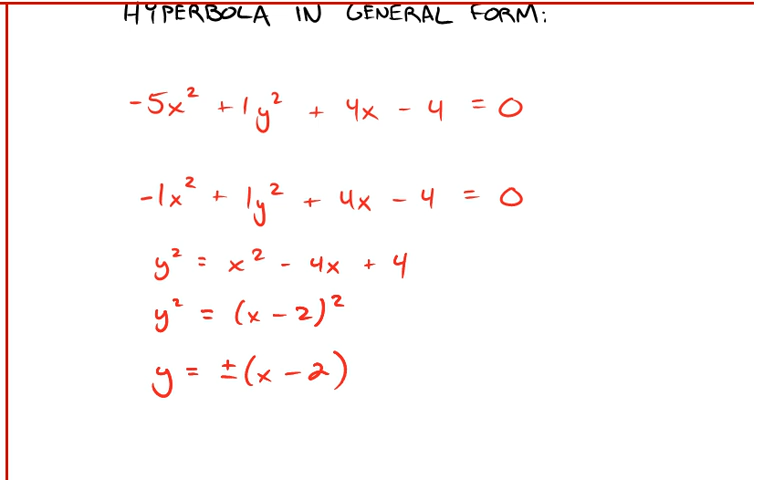 HYPERBOLA IN GENERAL FORM:
-5x² + 1y² + 4x - 4 = 0
-1x² + 1y² + 4x - 4 = 0
y² = x² - 4x + 4
y² = (x - 2)²
y = ±(x - 2)